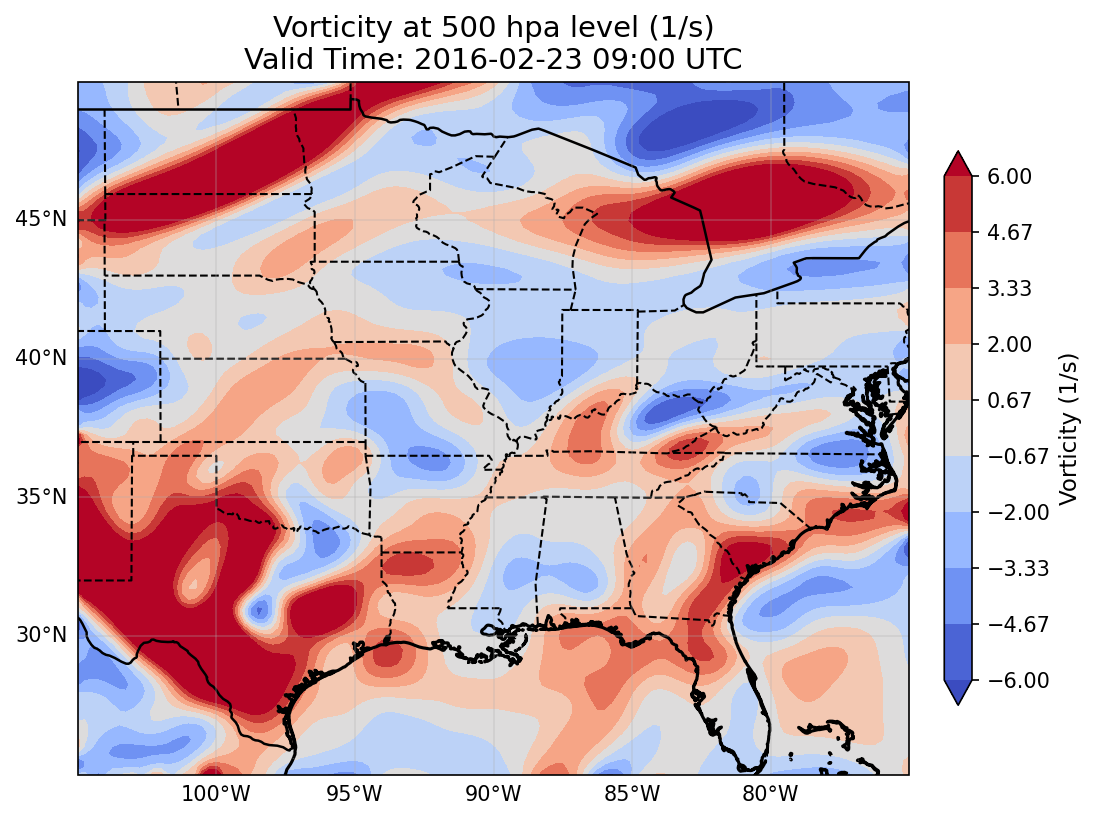 Vorticity at 500 hpa level (1/s)
Valid Time: 2016-02-23 09:00 UTC
45°N
40°N
35°N
30°N
100°W
95°W
90°W
85°W
80°W
6.00
4.67
3.33
2.00
0.67
−0.67
−2.00
−3.33
−4.67
−6.00
Vorticity (1/s)